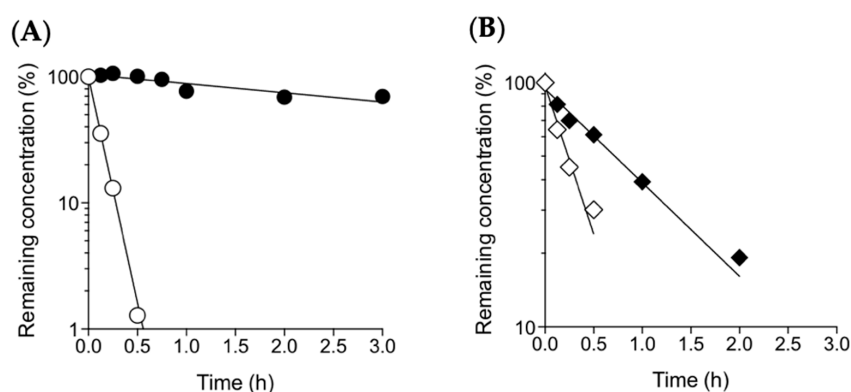 (A)
Remaining concentration (%)
100
10
1
0.0 0.5 1.0 1.5 2.0 2.5 3.0
Time (h)
(B)
Remaining concentration (%)
100
10
0.0 0.5 1.0 1.5 2.0 2.5 3.0
Time (h)